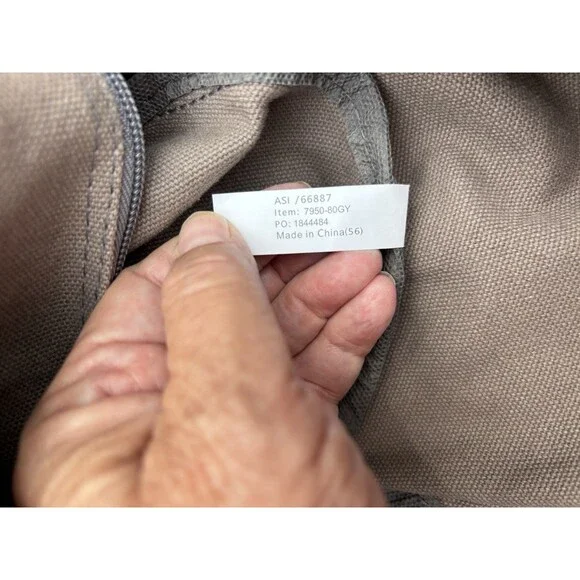 ASI /66887
Item: 7950-80GY
PO: 1844484
Made in China(56)